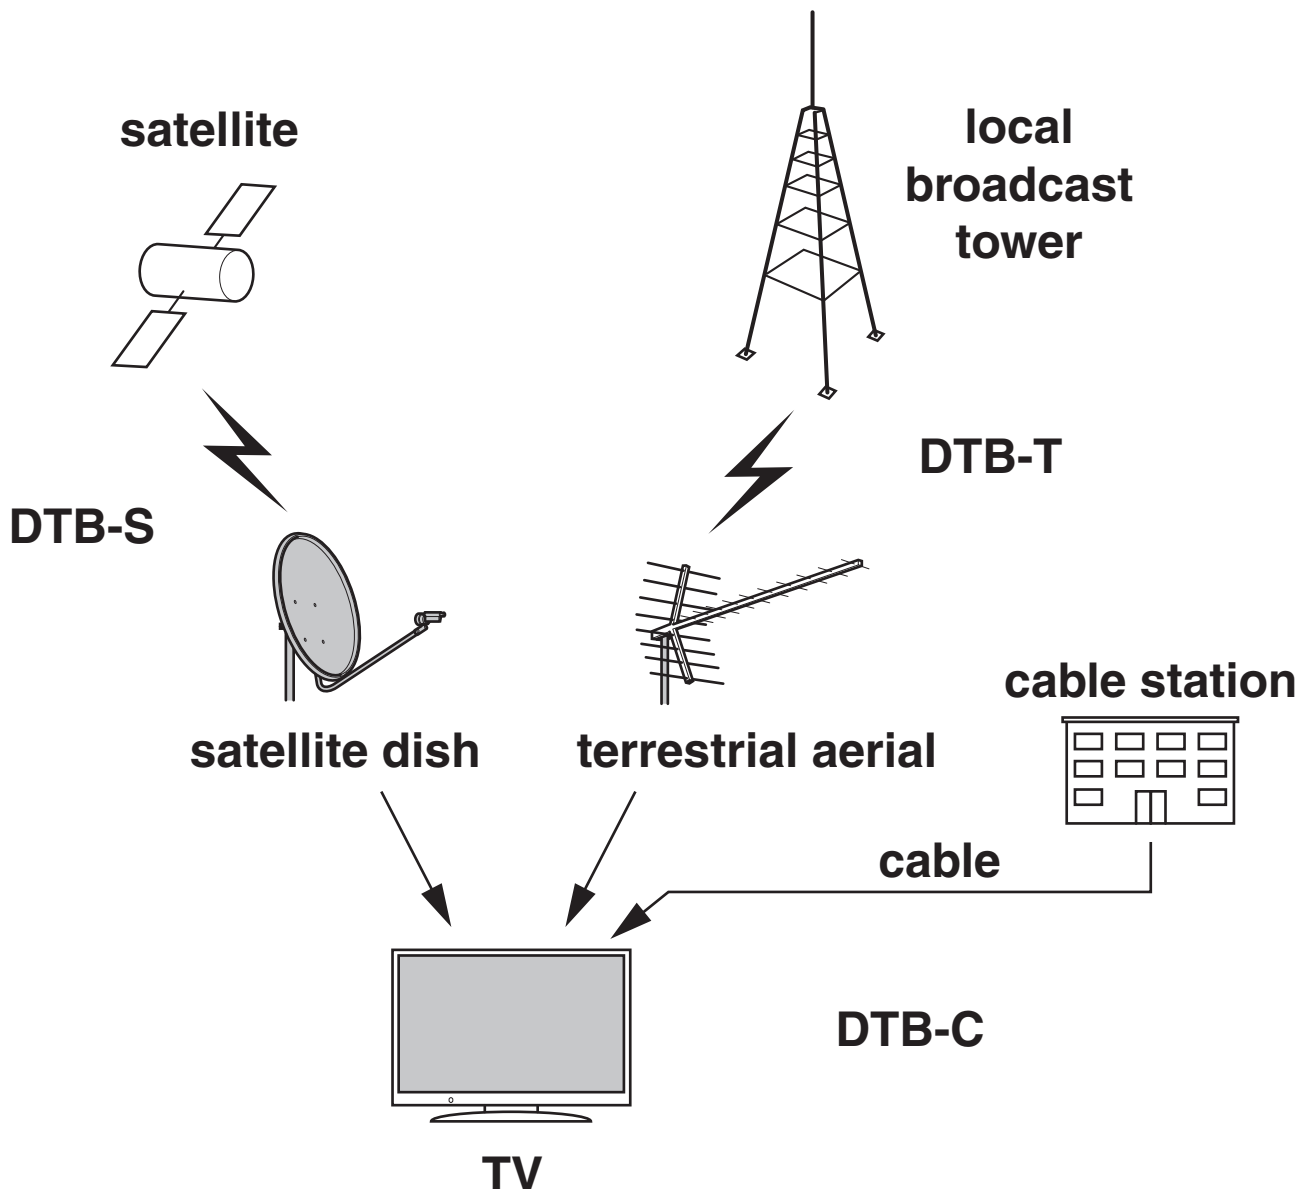 satellite
local
broadcast
tower
DTB-T
DTB-S
cable station
satellite dish
terrestrial aerial
cable
DTB-C
TV